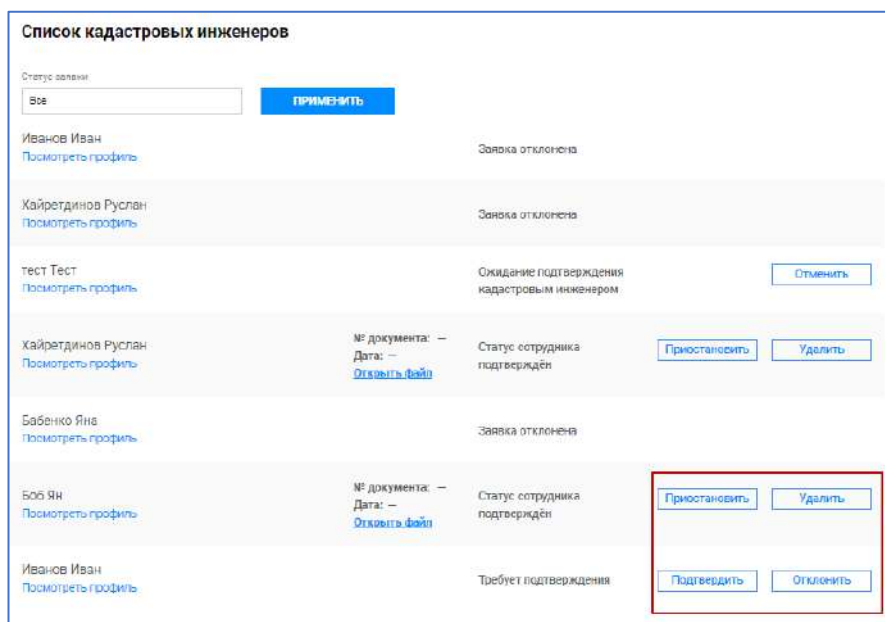 Список кадастровых инженеров
Статус заявки
Все
ПРИМЕНИТЬ
Иванов Иван
Посмотреть профиль
Заявка отклонена
Хайретдинов Руслан
Посмотреть профиль
Заявка отклонена
тест Тест
Посмотреть профиль
Ожидание подтверждения
кадастровым инженером
Отменить
Хайретдинов Руслан
Посмотреть профиль
№ документа: —
Дата: —
Открыть файл
Статус сотрудника
подтверждён
Приостановить
Удалить
Бабенко Яна
Посмотреть профиль
Заявка отклонена
Боб Ян
Посмотреть профиль
№ документа: —
Дата: —
Открыть файл
Статус сотрудника
подтверждён
Приостановить
Удалить
Иванов Иван
Посмотреть профиль
Требует подтверждения
Подтвердить
Отклонить